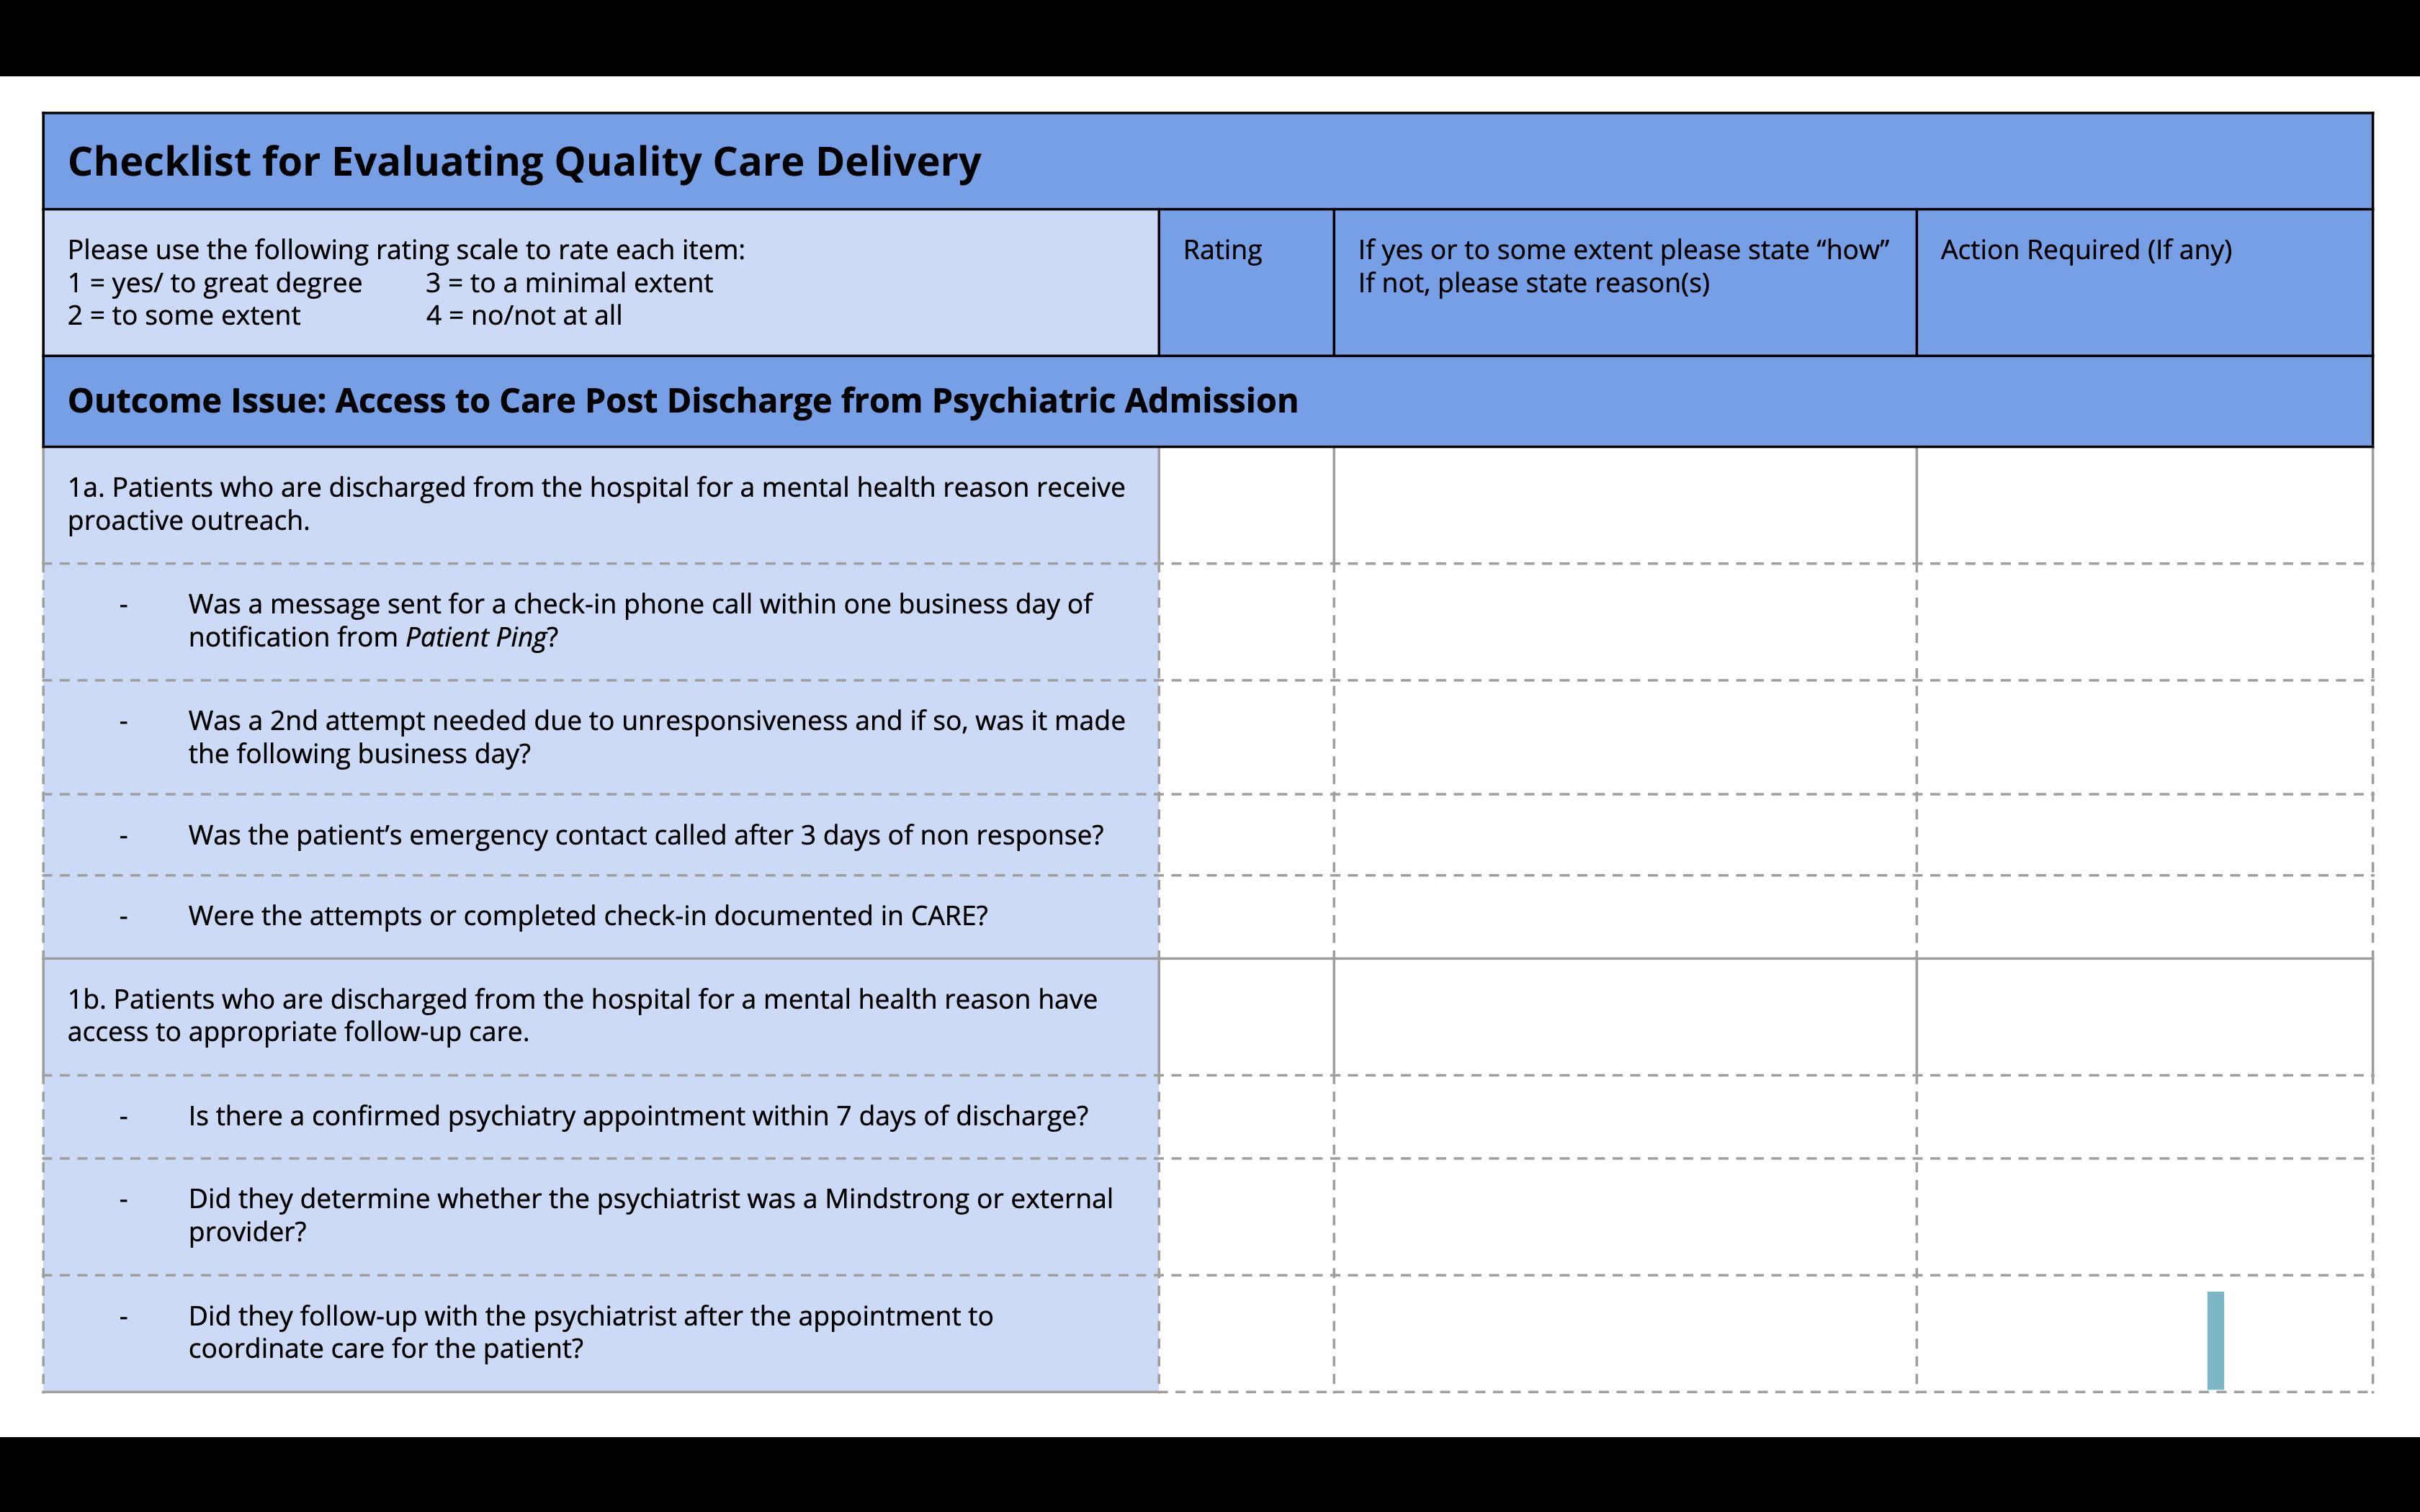 Checklist for Evaluating Quality Care Delivery
Please use the following rating scale to rate each item:
1 = yes/ to great degree 3 = to a minimal extent
2 = to some extent 4 = no/not at all
Rating
If yes or to some extent please state “how”
If not, please state reason(s)
Action Required (If any)
Outcome Issue: Access to Care Post Discharge from Psychiatric Admission
1a. Patients who are discharged from the hospital for a mental health reason receive
proactive outreach.
- Was a message sent for a check-in phone call within one business day of
notification from Patient Ping?
- Was a 2nd attempt needed due to unresponsiveness and if so, was it made
the following business day?
- Was the patient’s emergency contact called after 3 days of non response?
- Were the attempts or completed check-in documented in CARE?
1b. Patients who are discharged from the hospital for a mental health reason have
access to appropriate follow-up care.
- Is there a confirmed psychiatry appointment within 7 days of discharge?
- Did they determine whether the psychiatrist was a Mindstrong or external
provider?
- Did they follow-up with the psychiatrist after the appointment to
coordinate care for the patient?